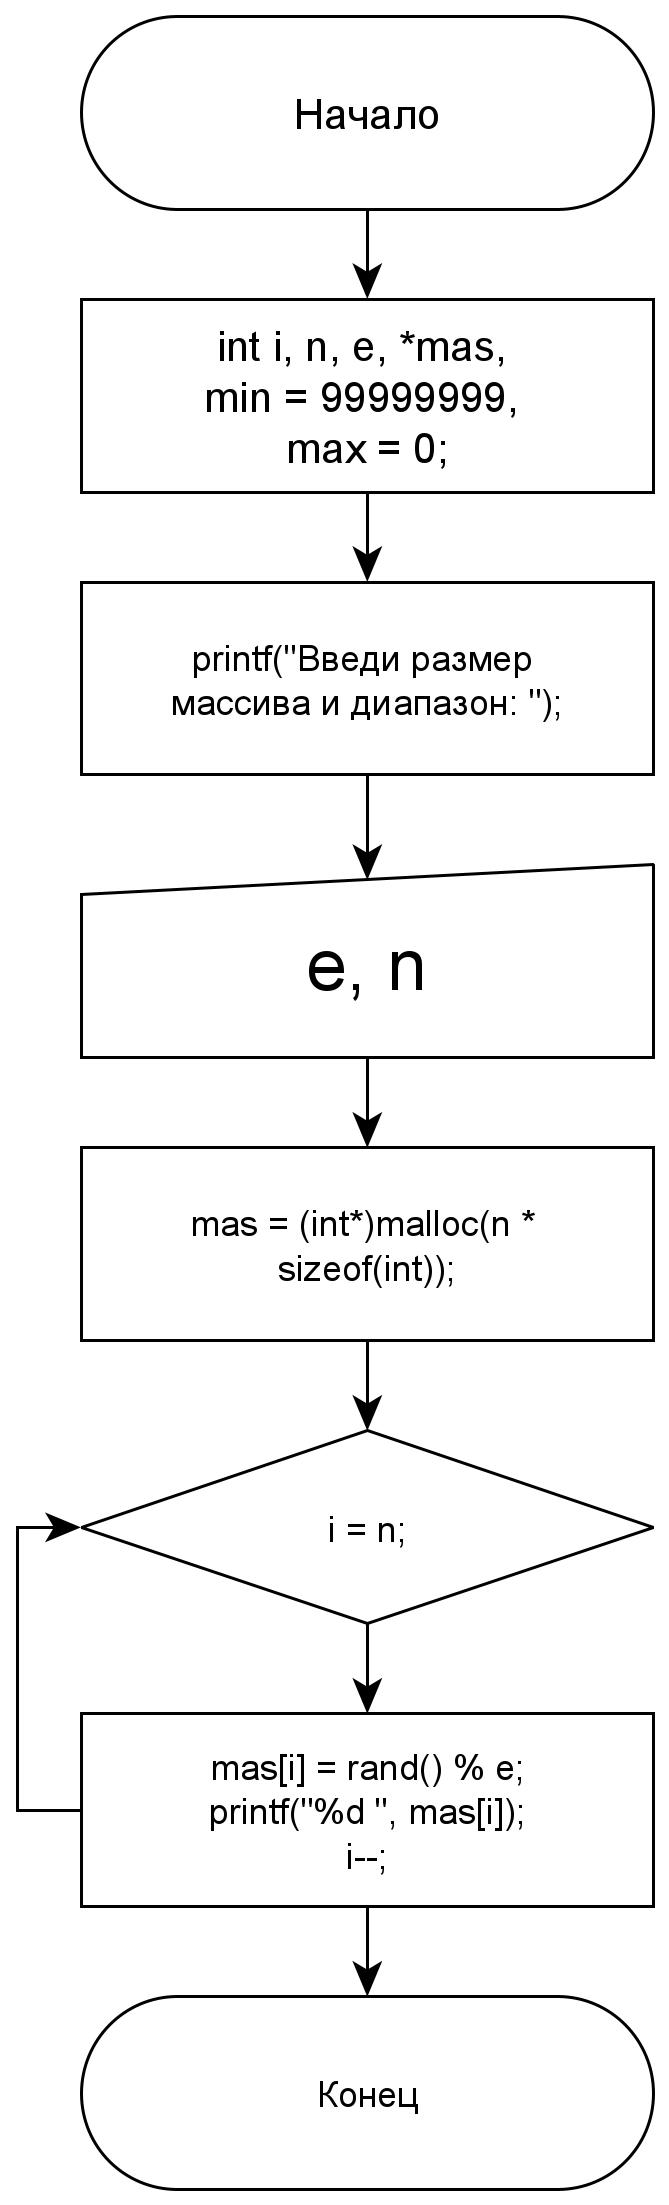 Начало
int i, n, e, *mas,
min = 99999999,
max = 0;
printf("Введи размер
массива и диапазон: ");
e, n
mas = (int*)malloc(n *
sizeof(int));
i = n;
mas[i] = rand() % e;
printf("%d ", mas[i]);
i--;
Конец